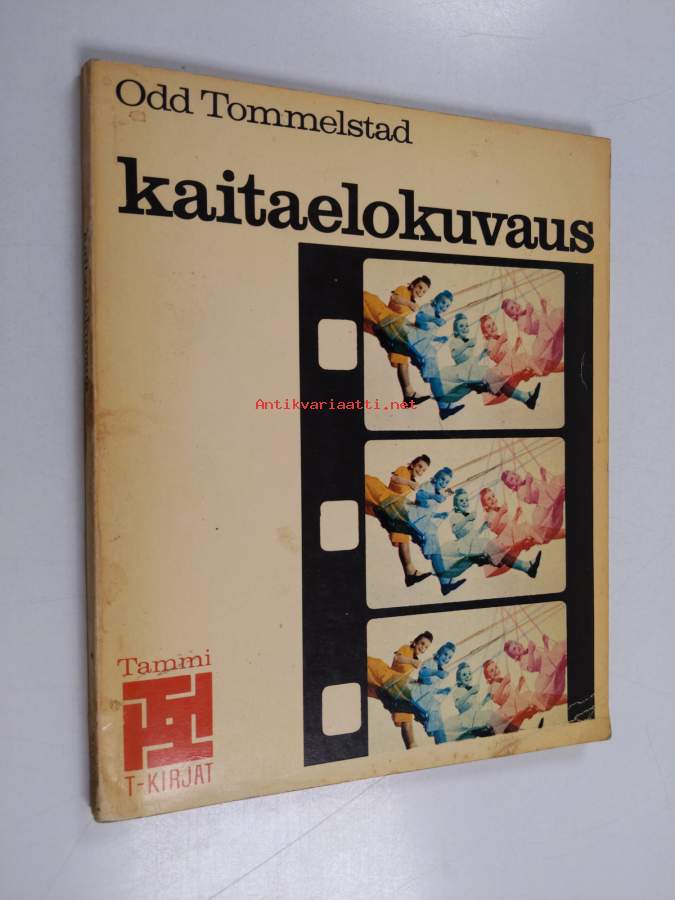 Odd Tommelstad
kaitaelokuvaus
Antikvariaatti.net
Tammi
T-KIRJAT